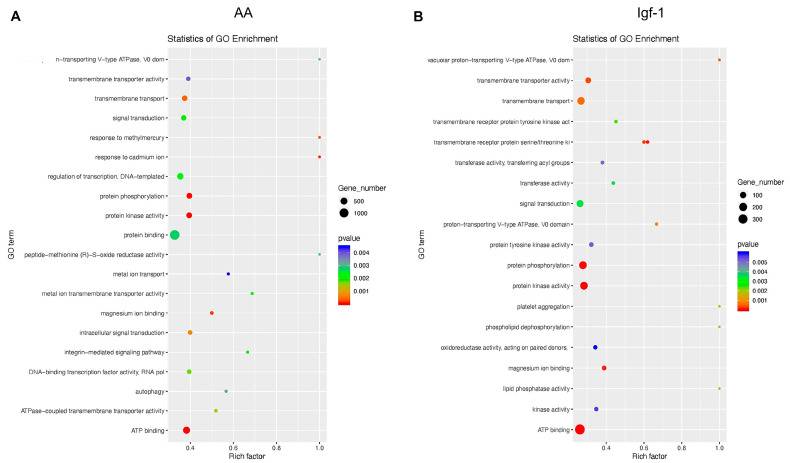 A
AA
Statistics of GO Enrichment
n-transporting V-type ATPase, V0 dom
transmembrane transporter activity
transmembrane transport
signal transduction
response to methylmercury
response to cadmium ion
regulation of transcription, DNA-templated
protein phosphorylation
protein kinase activity
protein binding
peptide-methionine (R)-S-oxide reductase activity
metal ion transport
metal ion transmembrane transporter activity
magnesium ion binding
intracellular signal transduction
integrin-mediated signaling pathway
DNA-binding transcription factor activity, RNA pol
autophagy
ATPase-coupled transmembrane transporter activity
ATP binding
GO term
0.4 0.6 0.8 1.0
Rich factor
Gene_number
500
1000
pvalue
0.004
0.003
0.002
0.001
B
Igf-1
Statistics of GO Enrichment
vacuolar proton-transporting V-type ATPase, V0 dom
transmembrane transporter activity
transmembrane transport
transmembrane receptor protein tyrosine kinase act
transmembrane receptor protein serine/threonine ki
transferase activity, transferring acyl groups
transferase activity
signal transduction
proton-transporting V-type ATPase, V0 domain
protein tyrosine kinase activity
protein phosphorylation
protein kinase activity
platelet aggregation
phospholipid dephosphorylation
oxidoreductase activity, acting on paired donors,
magnesium ion binding
lipid phosphatase activity
kinase activity
ATP binding
GO term
0.4 0.6 0.8 1.0
Rich factor
Gene_number
100
200
300
pvalue
0.005
0.004
0.003
0.002
0.001